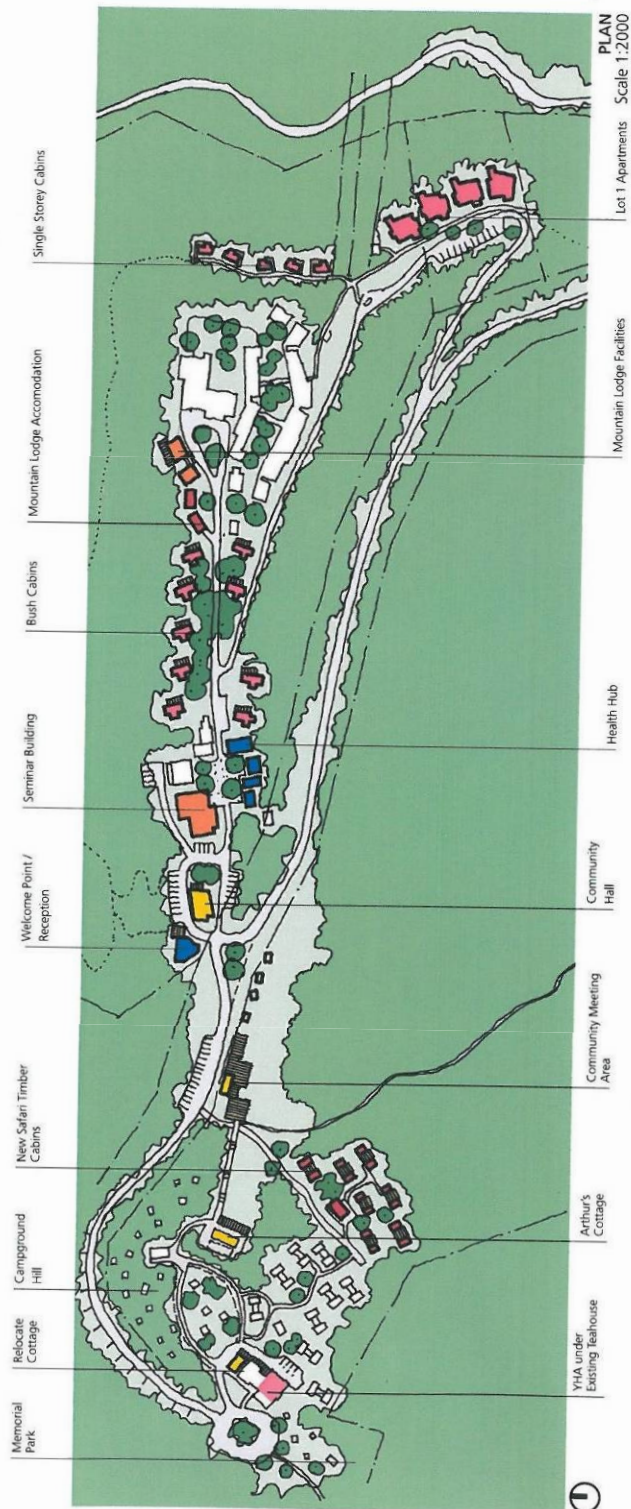 Memorial
Park
Relocate
Cottage
Campground
Hill
New Safari Timber
Cabins
Welcome Point /
Reception
Seminar Building
Bush Cabins
Mountain Lodge Accomodation
Single Storey Cabins
YHA under
Existing Teahouse
Arthur's
Cottage
Community Meeting
Area
Community
Hall
Health Hub
Mountain Lodge Facilities
Lot 1 Apartments
PLAN
Scale 1:2000